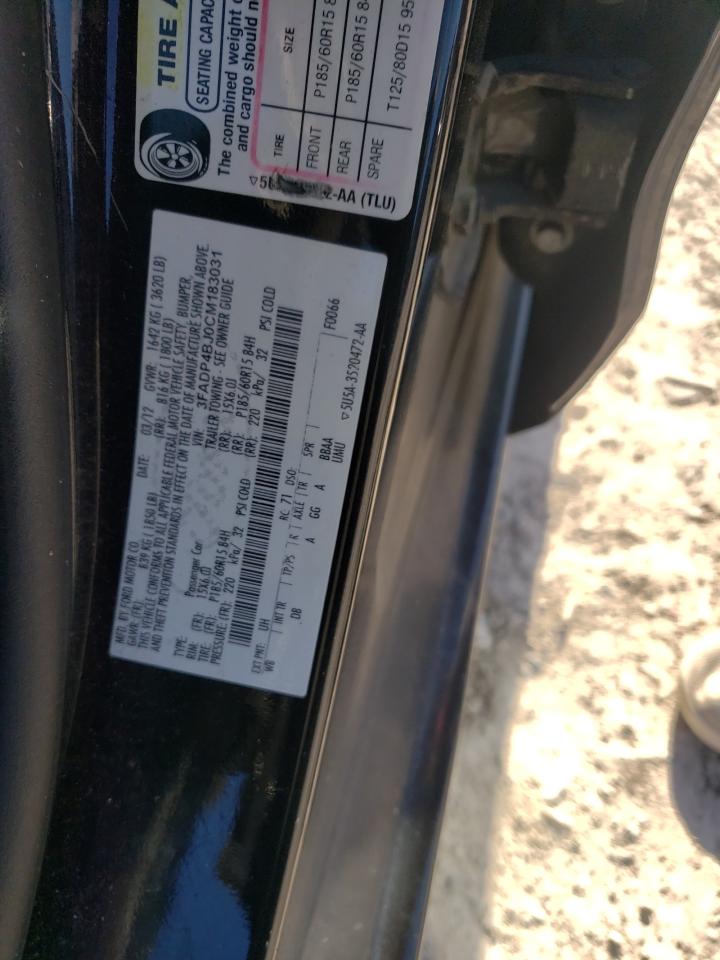 TIRE A
SEATING CAPAC
The combined weight o
and cargo should n
TIRE SIZE
FRONT P185/60R15 8
REAR P185/60R15 84
SPARE T125/80D15 95
-AA (TLU)
MFD. BY FORD MOTOR CO.
DATE: 03/12 GVWR: 1642 KG ( 3620 LB)
GAWR: (FR): 839 KG (1850 LB) (RR): 816 KG ( 1800 LB)
THIS VEHICLE CONFORMS TO ALL APPLICABLE FEDERAL MOTOR VEHICLE SAFETY, BUMPER,
AND THEFT PREVENTION STANDARDS IN EFFECT ON THE DATE OF MANUFACTURE SHOWN ABOVE.
VIN: 3FADP4BJ0CM183031
TYPE: Passenger Car TRAILER TOWING - SEE OWNER GUIDE
RIM: (FR): 15X6.0J (RR): 15X6.0J
TIRE: (FR): P185/60R15 84H (RR): P185/60R15 84H
PRESSURE: (FR): 220 kPa/ 32 PSI COLD (RR): 220 kPa/ 32 PSI COLD
EXT PNT: UH RC: 71 DSO: F0066
WB INT TR TP/PS R AXLE TR SPR
DB A GG A BBAA
UMU
▽5U5A-3520472-AA